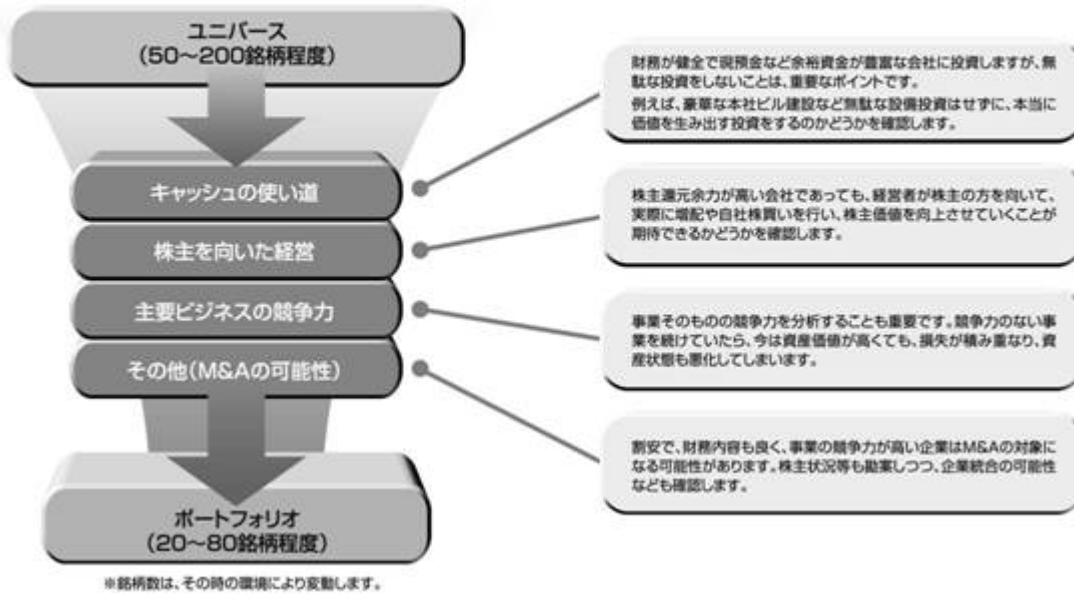 ユニバース
(50〜200銘柄程度)
キャッシュの使い道
株主を向いた経営
主要ビジネスの競争力
その他(M&Aの可能性)
ポートフォリオ
(20〜80銘柄程度)
※銘柄数は、その時の環境により変動します。
財務が健全で現預金など余裕資金が豊富な会社に投資しますが、無
駄な投資をしないことは、重要なポイントです。
例えば、豪華な本社ビル建設など無駄な設備投資はせずに、本当に
価値を生み出す投資をするのかどうかを確認します。
株主還元余力が高い会社であっても、経営者が株主の方を向いて、
実際に増配や自社株買いを行い、株主価値を向上させていくことが
期待できるかどうかを確認します。
事業そのものの競争力を分析することも重要です。競争力のない事
業を続けていたら、今は資産価値が高くても、損失が積み重なり、資
産状態も悪化してしまいます。
割安で、財務内容も良く、事業の競争力が高い企業はM&Aの対象に
なる可能性があります。株主状況等も勘案しつつ、企業統合の可能性
なども確認します。